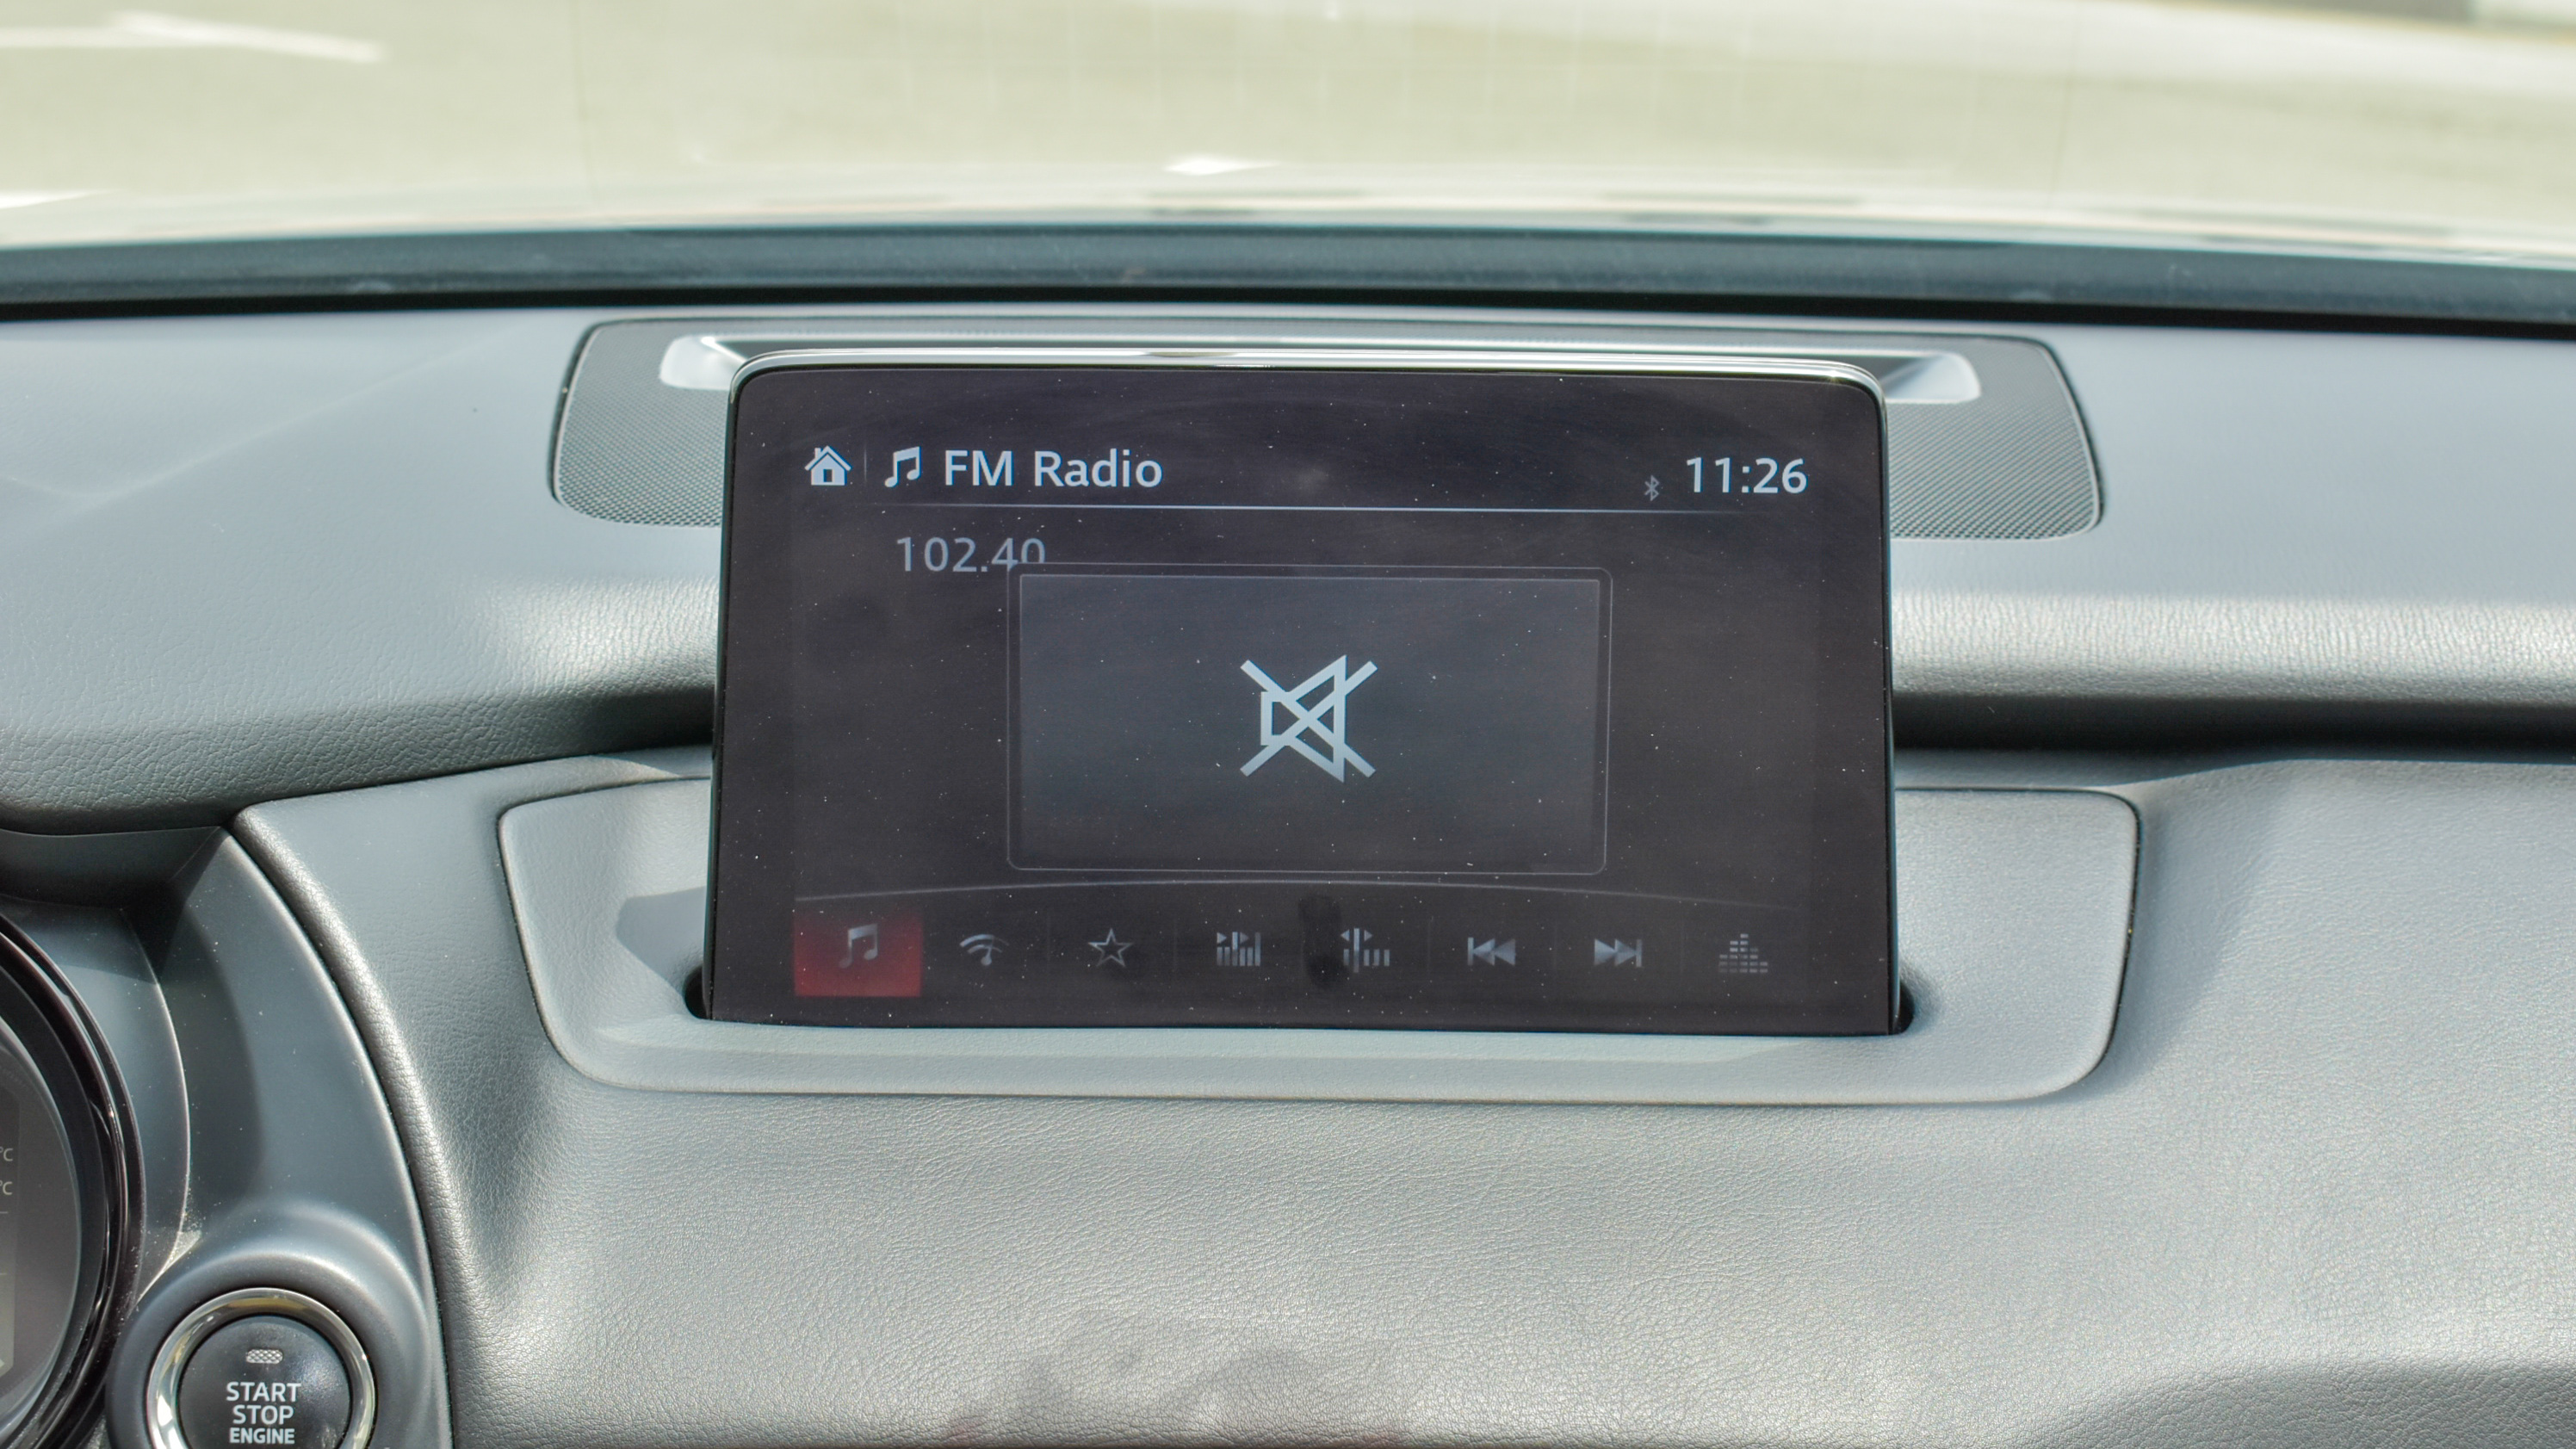 FM Radio
11:26
102.40
°C
°C
START
STOP
ENGINE